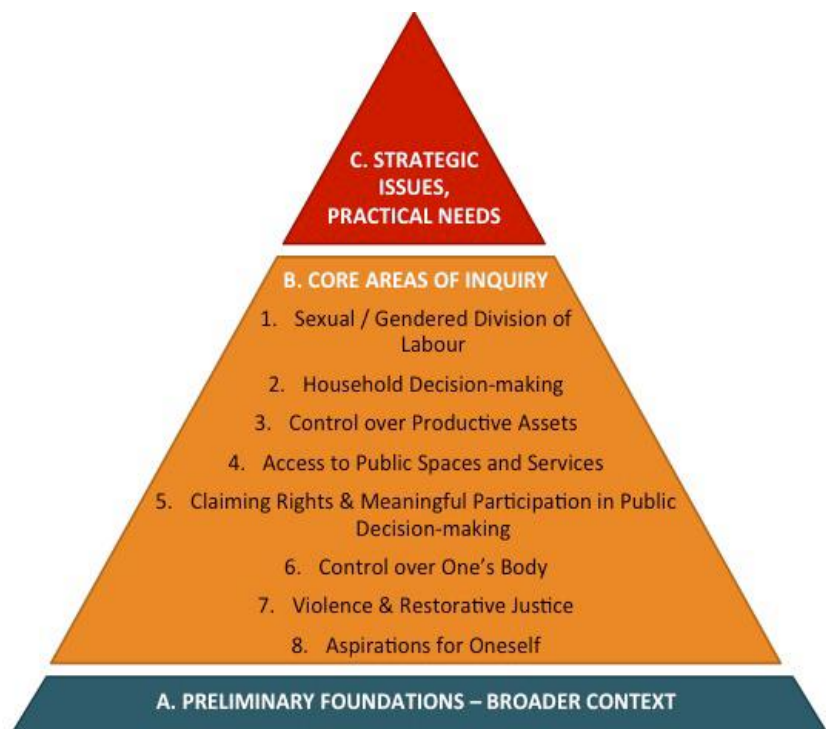 C. STRATEGIC
ISSUES,
PRACTICAL NEEDS
B. CORE AREAS OF INQUIRY
1. Sexual / Gendered Division of
Labour
2. Household Decision-making
3. Control over Productive Assets
4. Access to Public Spaces and Services
5. Claiming Rights & Meaningful Participation in Public
Decision-making
6. Control over One's Body
7. Violence & Restorative Justice
8. Aspirations for Oneself
A. PRELIMINARY FOUNDATIONS – BROADER CONTEXT